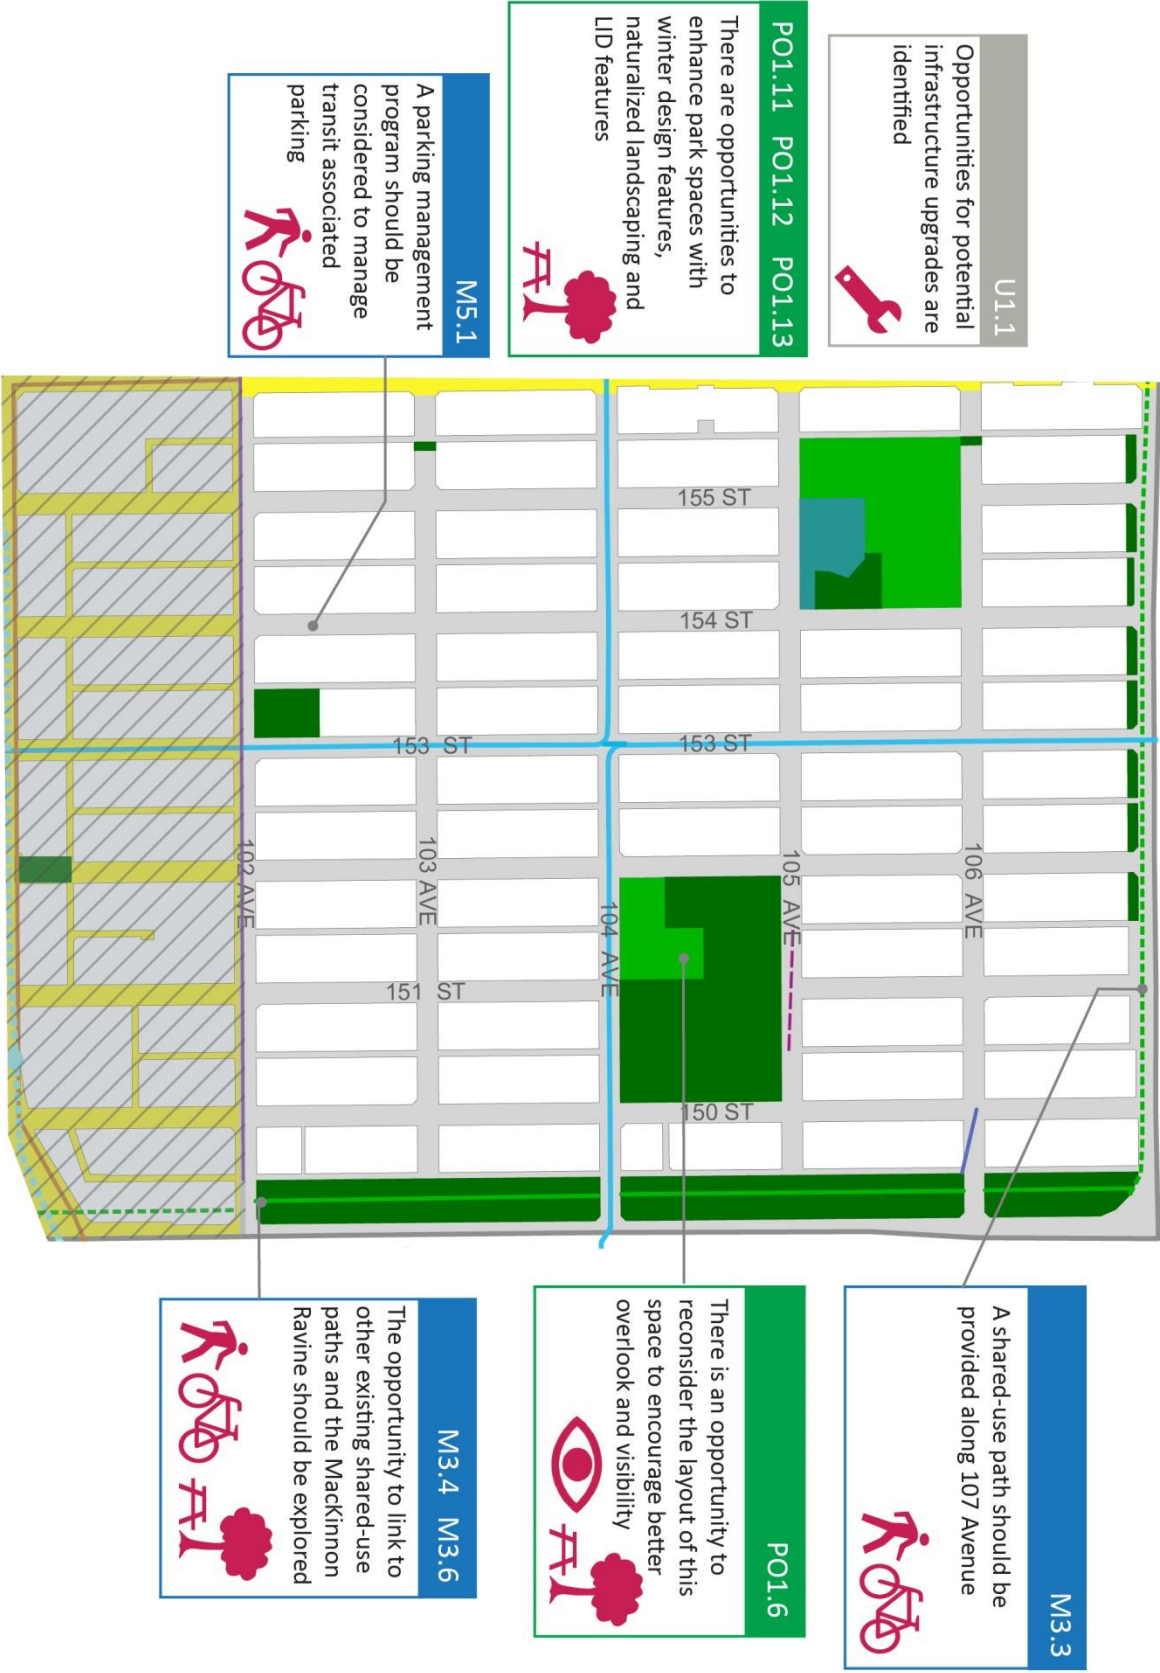 U1.1
Opportunities for potential
infrastructure upgrades are
identified
PO1.11 PO1.12 PO1.13
There are opportunities to
enhance park spaces with
winter design features,
naturalized landscaping and
LID features
M5.1
A parking management
program should be
considered to manage
transit associated
parking
M3.3
A shared-use path should be
provided along 107 Avenue
PO1.6
There is an opportunity to
reconsider the layout of this
space to encourage better
overlook and visibility
M3.4 M3.6
The opportunity to link to
other existing shared-use
paths and the MacKinnon
Ravine should be explored
106 AVE
105 AVE
104 AVE
103 AVE
102 AVE
155 ST
154 ST
153 ST
153 ST
151 ST
150 ST